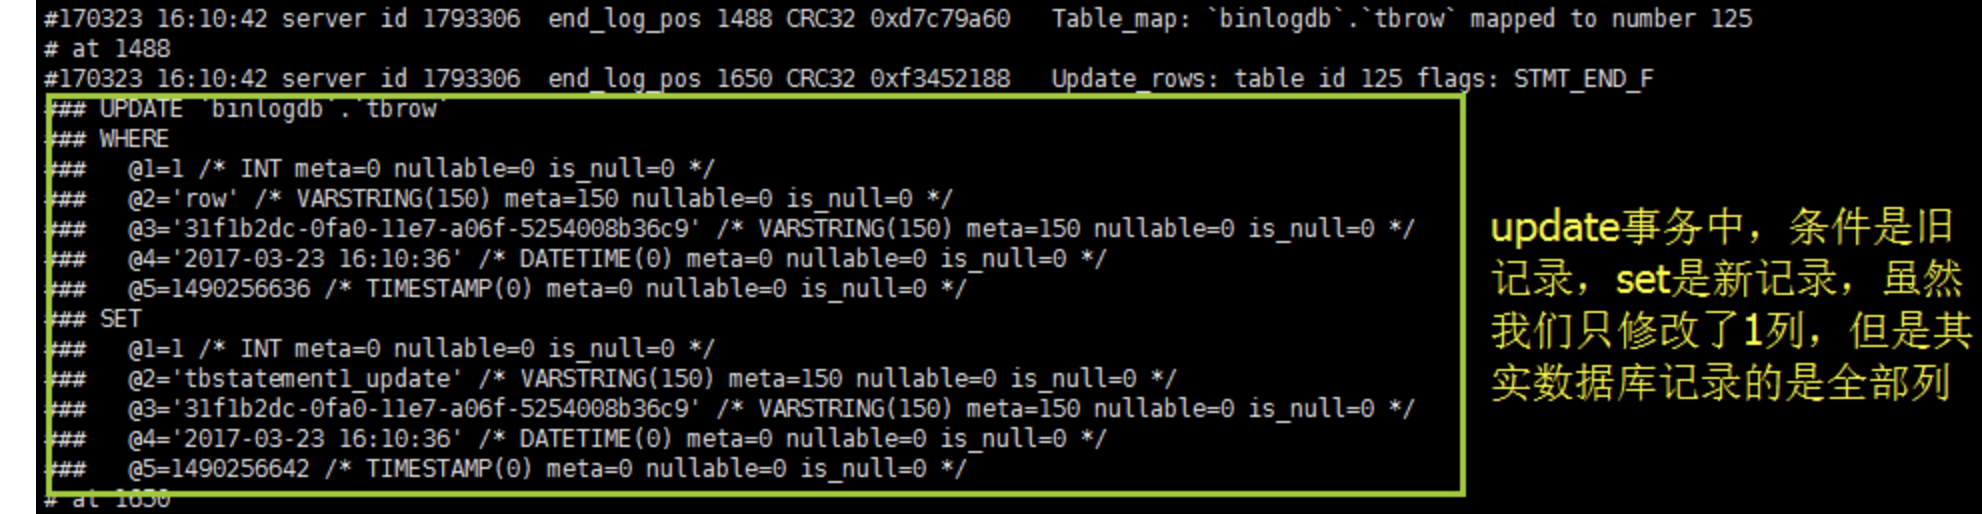 #170323 16:10:42 server id 1793306  end_log_pos 1488 CRC32 0xd7c79a60   Table_map: `binlogdb`.`tbrow` mapped to number 125
# at 1488
#170323 16:10:42 server id 1793306  end_log_pos 1650 CRC32 0xf3452188   Update_rows: table id 125 flags: STMT_END_F
### UPDATE `binlogdb`.`tbrow`
### WHERE
###   @1=1 /* INT meta=0 nullable=0 is_null=0 */
###   @2='row' /* VARSTRING(150) meta=150 nullable=0 is_null=0 */
###   @3='31f1b2dc-0fa0-11e7-a06f-5254008b36c9' /* VARSTRING(150) meta=150 nullable=0 is_null=0 */
###   @4='2017-03-23 16:10:36' /* DATETIME(0) meta=0 nullable=0 is_null=0 */
###   @5=1490256636 /* TIMESTAMP(0) meta=0 nullable=0 is_null=0 */
### SET
###   @1=1 /* INT meta=0 nullable=0 is_null=0 */
###   @2='tbstatement1_update' /* VARSTRING(150) meta=150 nullable=0 is_null=0 */
###   @3='31f1b2dc-0fa0-11e7-a06f-5254008b36c9' /* VARSTRING(150) meta=150 nullable=0 is_null=0 */
###   @4='2017-03-23 16:10:36' /* DATETIME(0) meta=0 nullable=0 is_null=0 */
###   @5=1490256642 /* TIMESTAMP(0) meta=0 nullable=0 is_null=0 */
# at 1650
update事务中，条件是旧
记录，set是新记录，虽然
我们只修改了1列，但是其
实数据库记录的是全部列